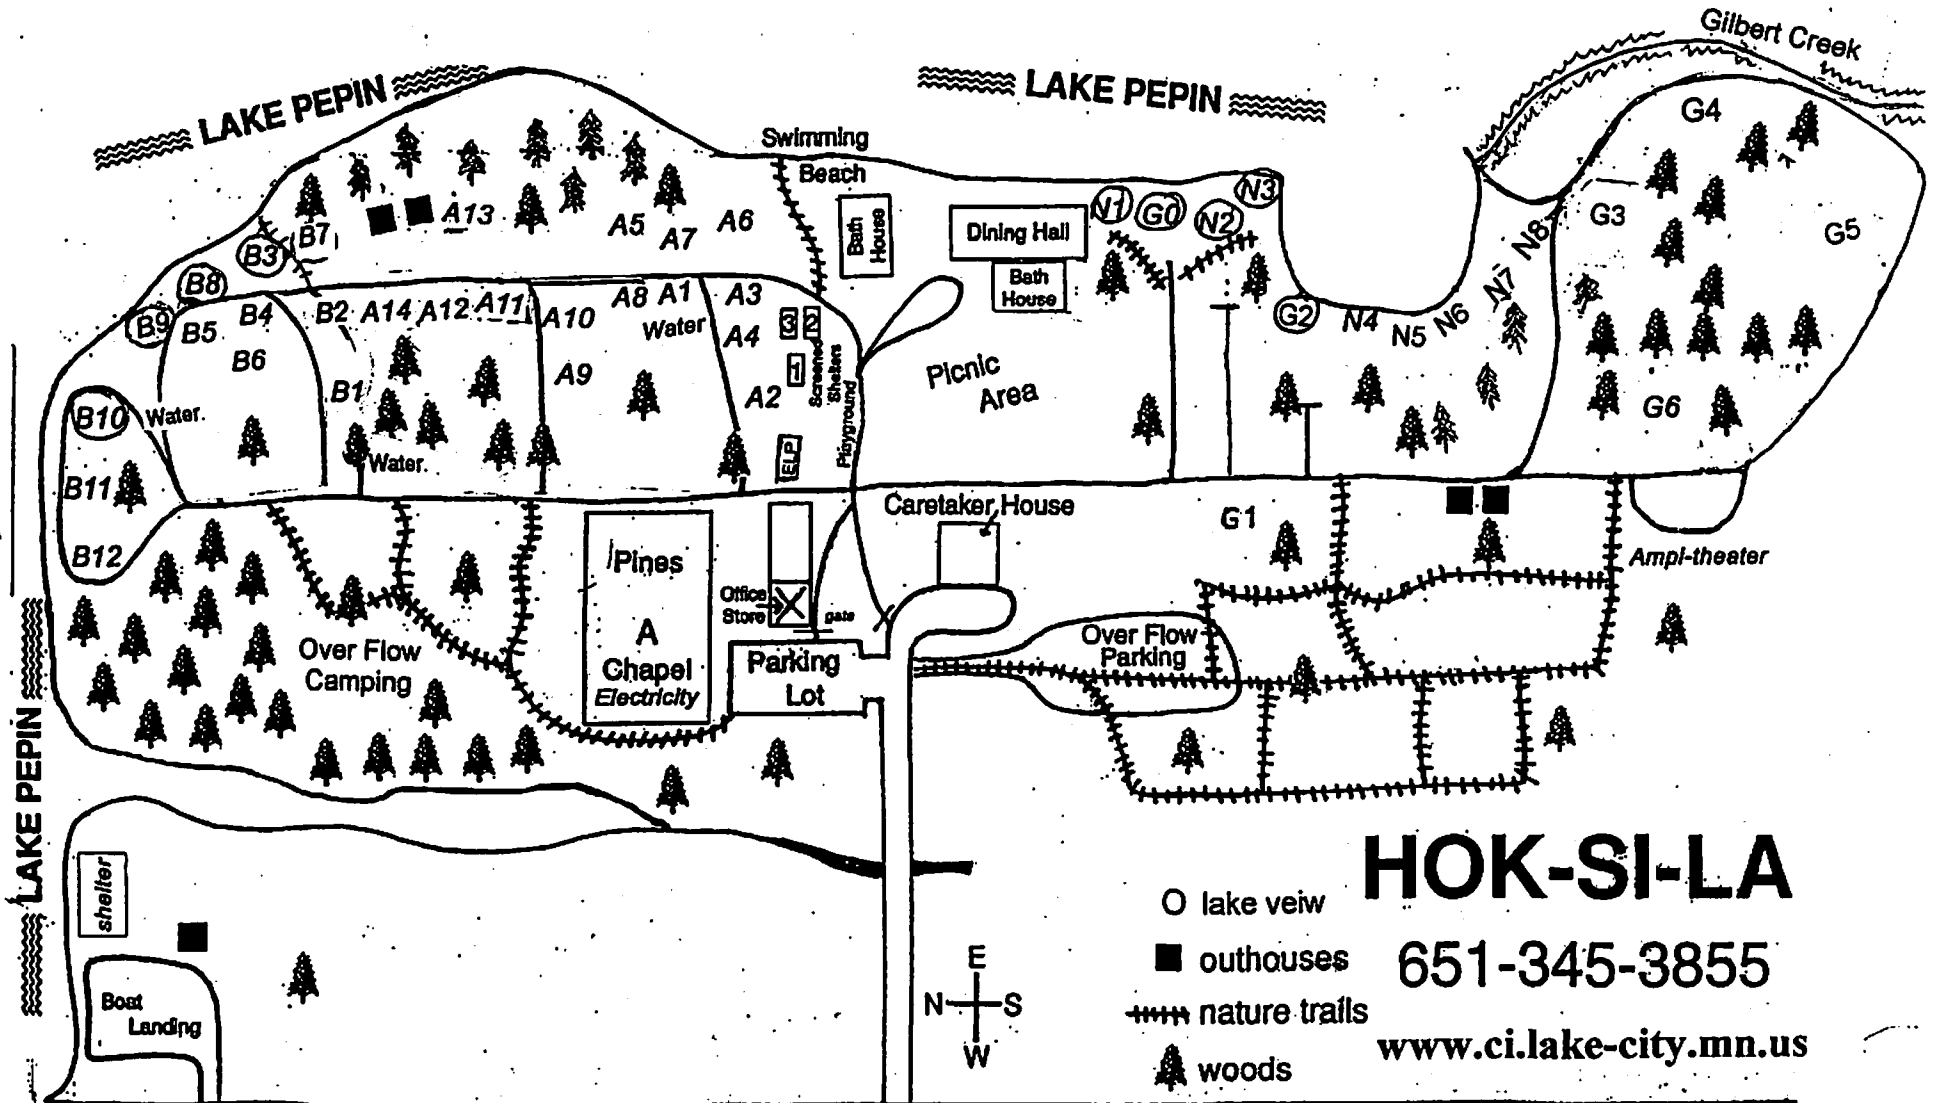 Gilbert Creek
LAKE PEPIN
LAKE PEPIN
G4
Swimming
Beach
A13
A5
A7
A6
Bath
House
Dining Hall
Bath
House
N1
G0
N2
N3
N8
G3
G5
B7
B3
B8
B9
B5
B4
B6
B2
A14
A12
A11
A10
A8
A1
A3
Water
A4
3
2
1
Screened
Shelters
Playground
A9
A2
B1
Picnic
Area
G2
N4
N5
N6
N7
G6
B10
Water.
Water.
ELP
B11
B12
Caretaker House
G1
Ampi-theater
Pines
A
Chapel
Electricity
Office
Store
gate
Parking
Lot
Over Flow
Parking
Over Flow
Camping
LAKE PEPIN
shelter
Boat
Landing
E
N S
W
O lake veiw
outhouses
nature trails
woods
HOK-SI-LA
651-345-3855
www.ci.lake-city.mn.us